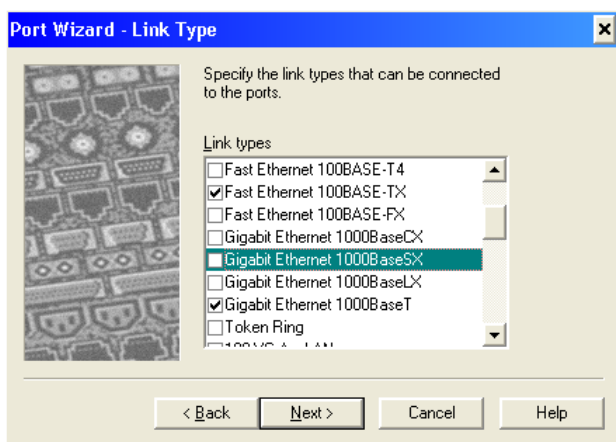 Port Wizard - Link Type
Specify the link types that can be connected
to the ports.
Link types
Fast Ethernet 100BASE-T4
Fast Ethernet 100BASE-TX
Fast Ethernet 100BASE-FX
Gigabit Ethernet 1000BaseCX
Gigabit Ethernet 1000BaseSX
Gigabit Ethernet 1000BaseLX
Gigabit Ethernet 1000BaseT
Token Ring
< Back
Next >
Cancel
Help